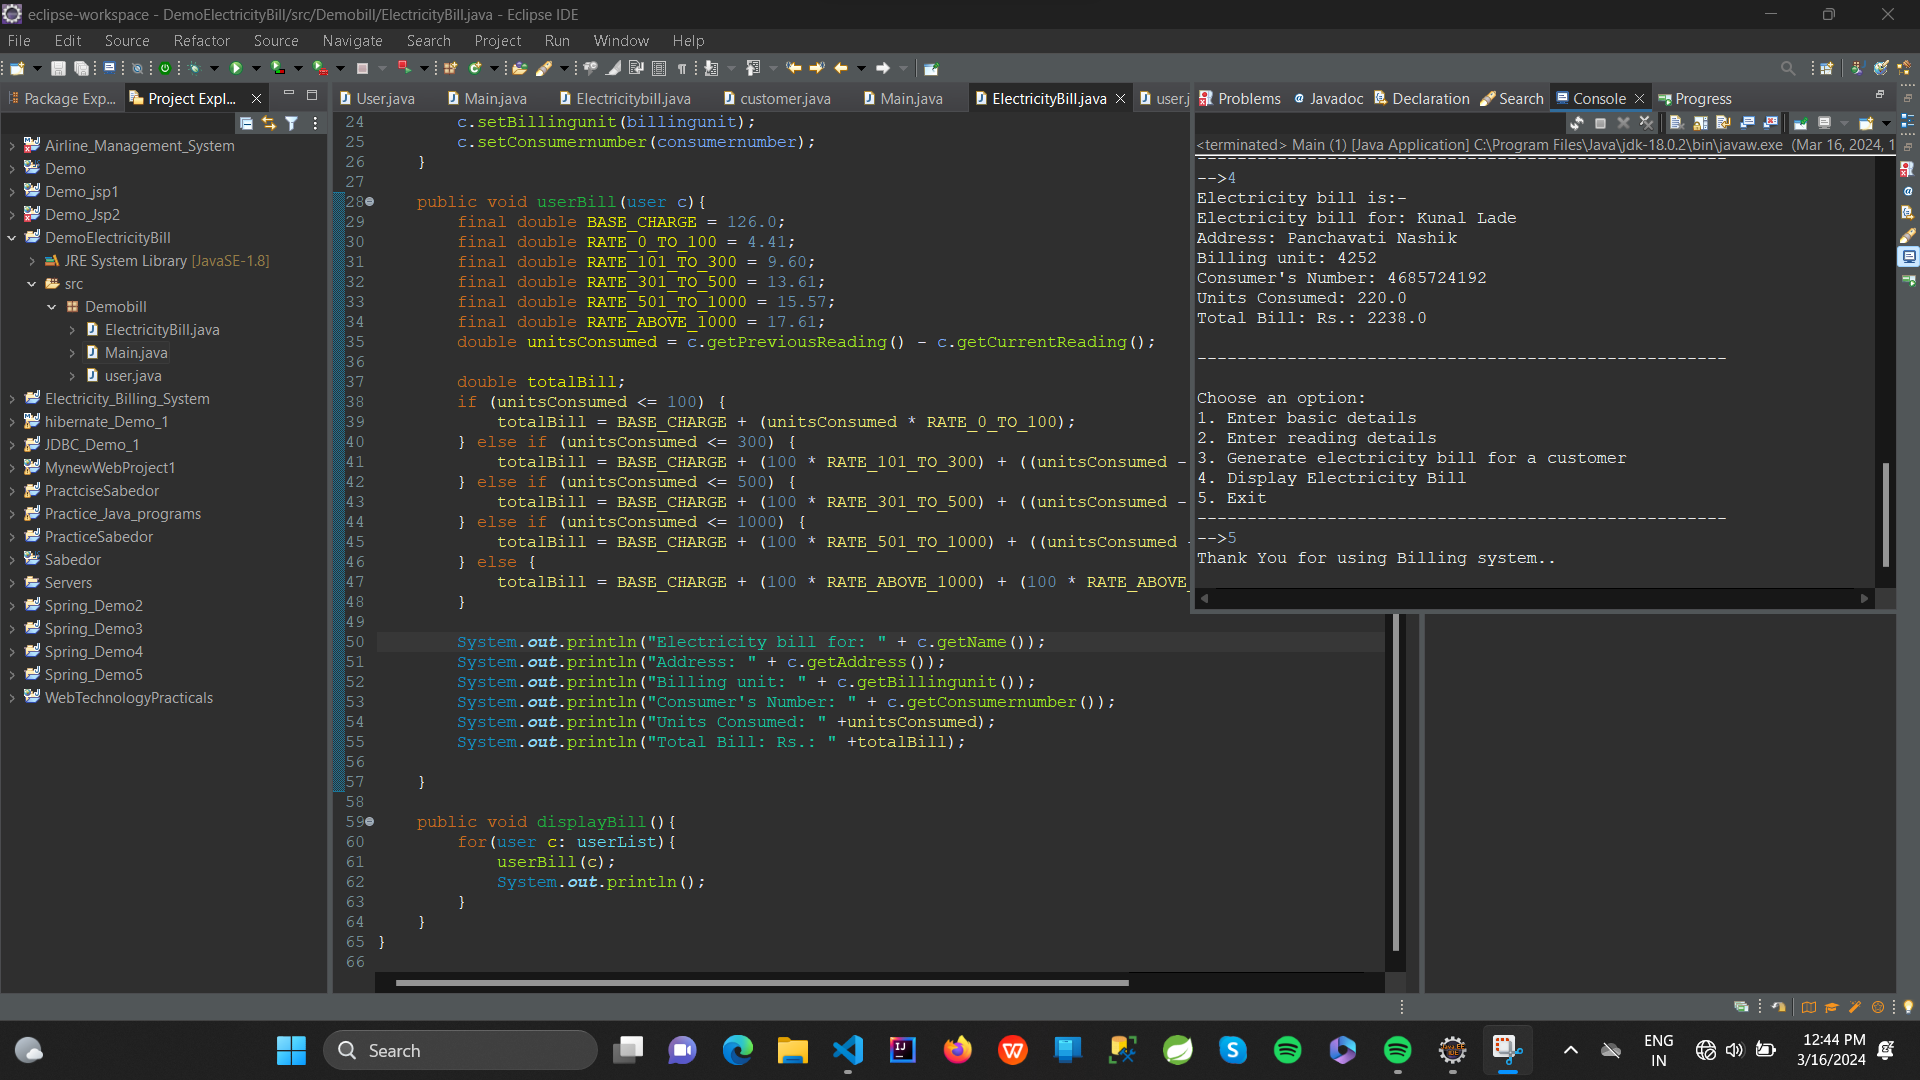 eclipse-workspace - DemoElectricityBill/src/Demobill/ElectricityBill.java - Eclipse IDE
File Edit Source Refactor Source Navigate Search Project Run Window Help
Package Exp... Project Expl...
Airline_Management_System
Demo
Demo_jsp1
Demo_Jsp2
DemoElectricityBill
JRE System Library [JavaSE-1.8]
src
Demobill
ElectricityBill.java
Main.java
user.java
Electricity_Billing_System
hibernate_Demo_1
JDBC_Demo_1
MynewWebProject1
PractciseSabedor
Practice_Java_programs
PracticeSabedor
Sabedor
Servers
Spring_Demo2
Spring_Demo3
Spring_Demo4
Spring_Demo5
WebTechnologyPracticals
User.java Main.java Electricitybill.java customer.java Main.java ElectricityBill.java user.j
24 c.setBillingunit(billingunit);
25 c.setConsumernumber(consumernumber);
26 }
27
28 public void userBill(user c){
29 final double BASE_CHARGE = 126.0;
30 final double RATE_0_TO_100 = 4.41;
31 final double RATE_101_TO_300 = 9.60;
32 final double RATE_301_TO_500 = 13.61;
33 final double RATE_501_TO_1000 = 15.57;
34 final double RATE_ABOVE_1000 = 17.61;
35 double unitsConsumed = c.getPreviousReading() - c.getCurrentReading();
36
37 double totalBill;
38 if (unitsConsumed <= 100) {
39 totalBill = BASE_CHARGE + (unitsConsumed * RATE_0_TO_100);
40 } else if (unitsConsumed <= 300) {
41 totalBill = BASE_CHARGE + (100 * RATE_101_TO_300) + ((unitsConsumed -
42 } else if (unitsConsumed <= 500) {
43 totalBill = BASE_CHARGE + (100 * RATE_301_TO_500) + ((unitsConsumed -
44 } else if (unitsConsumed <= 1000) {
45 totalBill = BASE_CHARGE + (100 * RATE_501_TO_1000) + ((unitsConsumed
46 } else {
47 totalBill = BASE_CHARGE + (100 * RATE_ABOVE_1000) + (100 * RATE_ABOVE_
48 }
49
50 System.out.println("Electricity bill for: " + c.getName());
51 System.out.println("Address: " + c.getAddress());
52 System.out.println("Billing unit: " + c.getBillingunit());
53 System.out.println("Consumer's Number: " + c.getConsumernumber());
54 System.out.println("Units Consumed: " +unitsConsumed);
55 System.out.println("Total Bill: Rs.: " +totalBill);
56
57 }
58
59 public void displayBill(){
60 for(user c: userList){
61 userBill(c);
62 System.out.println();
63 }
64 }
65 }
66
Problems Javadoc Declaration Search Console Progress
<terminated> Main (1) [Java Application] C:\Program Files\Java\jdk-18.0.2\bin\javaw.exe (Mar 16, 2024, 1
-----------------------------------------------------
-->4
Electricity bill is:-
Electricity bill for: Kunal Lade
Address: Panchavati Nashik
Billing unit: 4252
Consumer's Number: 4685724192
Units Consumed: 220.0
Total Bill: Rs.: 2238.0
-----------------------------------------------------
Choose an option:
1. Enter basic details
2. Enter reading details
3. Generate electricity bill for a customer
4. Display Electricity Bill
5. Exit
-----------------------------------------------------
-->5
Thank You for using Billing system..
Search
ENG
IN
12:44 PM
3/16/2024